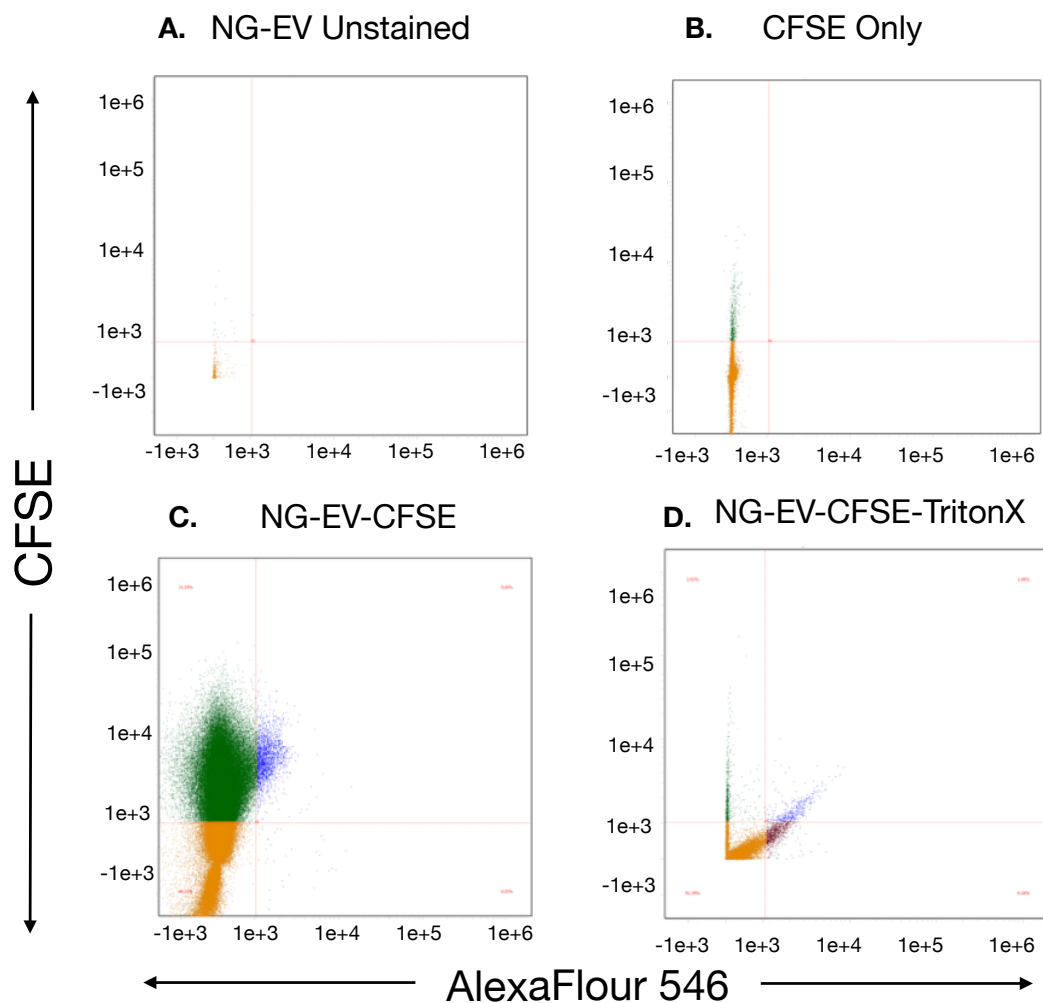 A. NG-EV Unstained
B. CFSE Only
1e+6
1e+5
1e+4
1e+3
-1e+3
-1e+3 1e+3 1e+4 1e+5 1e+6
1e+6
1e+5
1e+4
1e+3
-1e+3
-1e+3 1e+3 1e+4 1e+5 1e+6
CFSE
C. NG-EV-CFSE
D. NG-EV-CFSE-TritonX
1e+6
1e+5
1e+4
1e+3
-1e+3
-1e+3 1e+3 1e+4 1e+5 1e+6
1e+6
1e+5
1e+4
1e+3
-1e+3
-1e+3 1e+3 1e+4 1e+5 1e+6
AlexaFlour 546